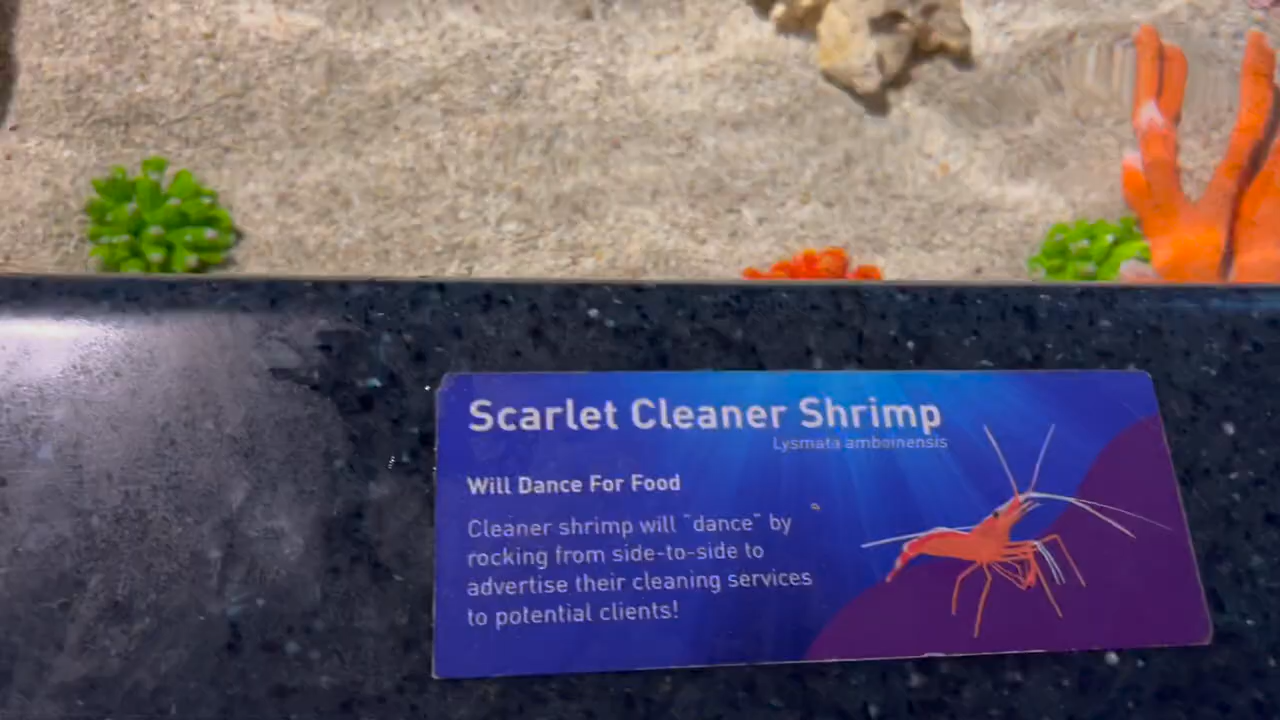 Scarlet Cleaner Shrimp
Lysmata amboinensis
Will Dance For Food
Cleaner shrimp will "dance" by
rocking from side-to-side to
advertise their cleaning services
to potential clients!